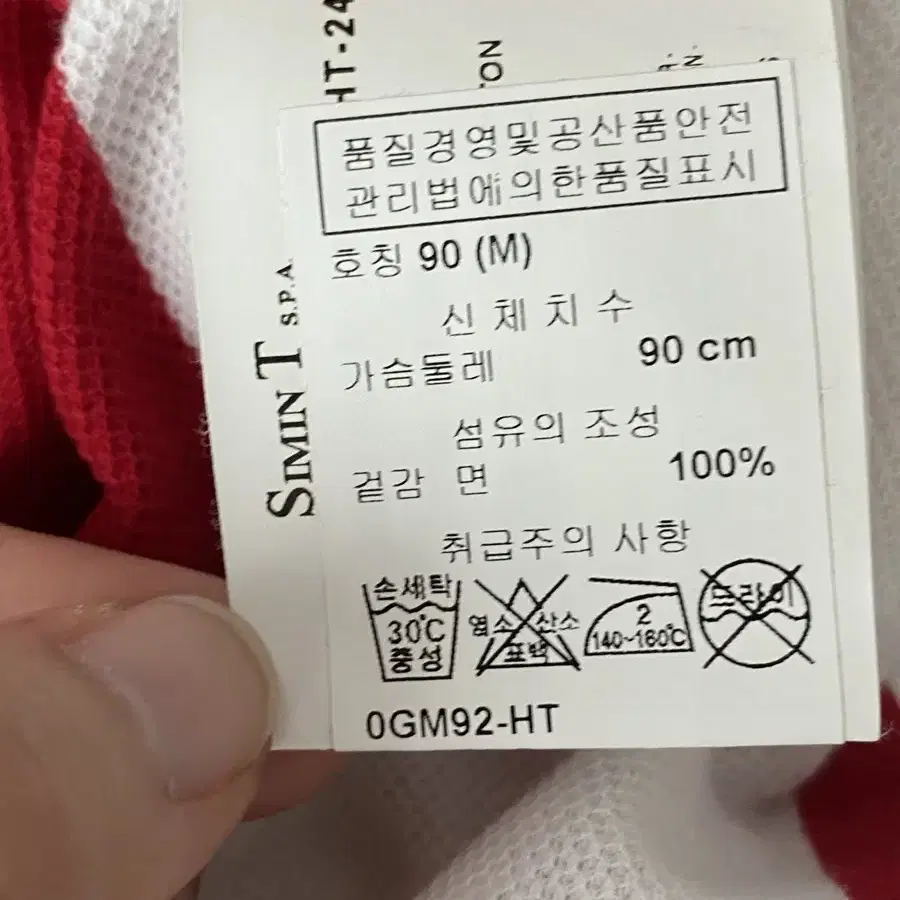 HT-24
품질경영및공산품안전
관리법에의한품질표시
호칭 90 (M)
신 체 치 수
가슴둘레 90 cm
섬유의 조성
겉감 면 100%
취급주의 사항
손세탁
30℃
중성
염소 산소
표백
2
140~160℃
드라이
0GM92-HT
SIMINT S.P.A.